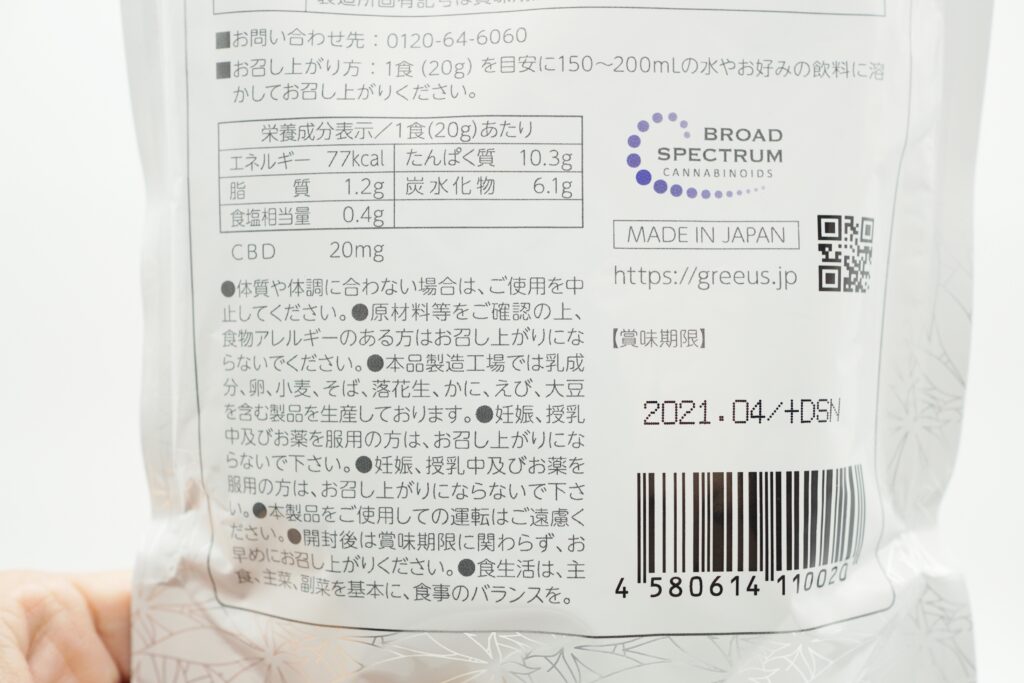 製造所固有記号は賞味期限
■お問い合わせ先：0120-64-6060
■お召し上がり方：1食(20g)を目安に150〜200mLの水やお好みの飲料に溶
かしてお召し上がりください。
栄養成分表示／1食(20g)あたり
エネルギー 77kcal たんぱく質 10.3g
脂質 1.2g 炭水化物 6.1g
食塩相当量 0.4g
CBD 20mg
●体質や体調に合わない場合は、ご使用を中
止してください。●原材料等をご確認の上、
食物アレルギーのある方はお召し上がりにな
らないでください。●本品製造工場では乳成
分、卵、小麦、そば、落花生、かに、えび、大豆
を含む製品を生産しております。●妊娠、授乳
中及びお薬を服用の方は、お召し上がりにな
らないで下さい。●妊娠、授乳中及びお薬を
服用の方は、お召し上がりにならないで下さ
い。●本製品をご使用しての運転はご遠慮く
ださい。●開封後は賞味期限に関わらず、お
早めにお召し上がりください。●食生活は、主
食、主菜、副菜を基本に、食事のバランスを。
BROAD
SPECTRUM
CANNABINOIDS
MADE IN JAPAN
https://greeus.jp
【賞味期限】
2021.04/+DSN
4 580614 110020